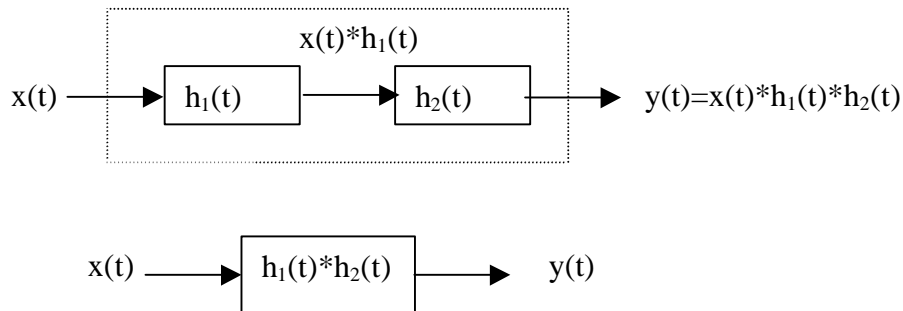 x(t)*h₁(t)
x(t) h₁(t) h₂(t) y(t)=x(t)*h₁(t)*h₂(t)
x(t) h₁(t)*h₂(t) y(t)